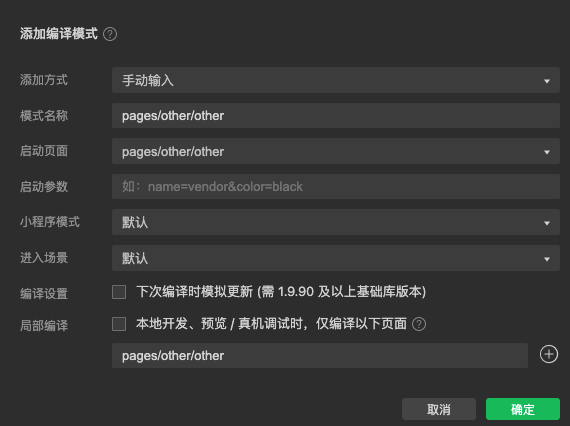 添加编译模式
添加方式 手动输入
模式名称 pages/other/other
启动页面 pages/other/other
启动参数 如：name=vendor&color=black
小程序模式 默认
进入场景 默认
编译设置 下次编译时模拟更新 (需 1.9.90 及以上基础库版本)
局部编译 本地开发、预览 / 真机调试时，仅编译以下页面
pages/other/other
取消 确定